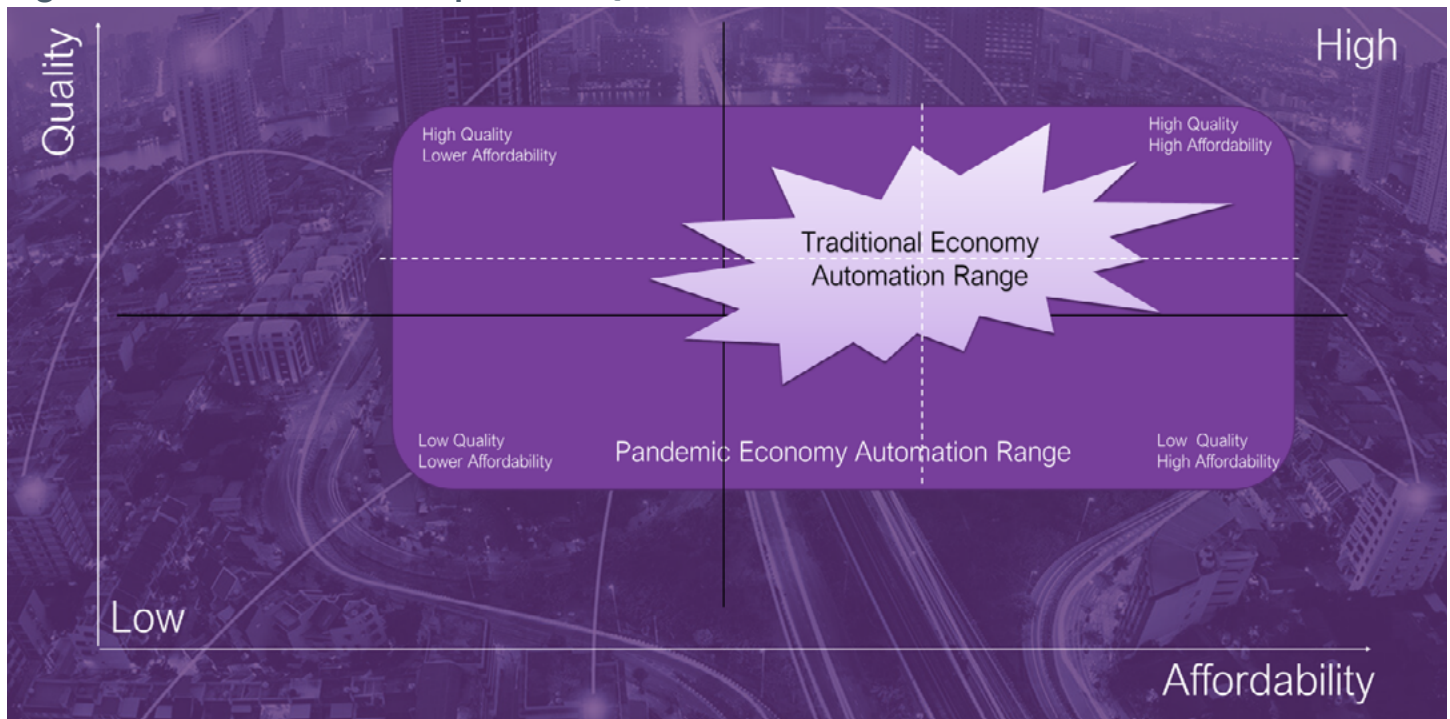 Quality
High
High Quality
Lower Affordability
High Quality
High Affordability
Traditional Economy
Automation Range
Low Quality
Lower Affordability
Pandemic Economy Automation Range
Low Quality
High Affordability
Low
Affordability